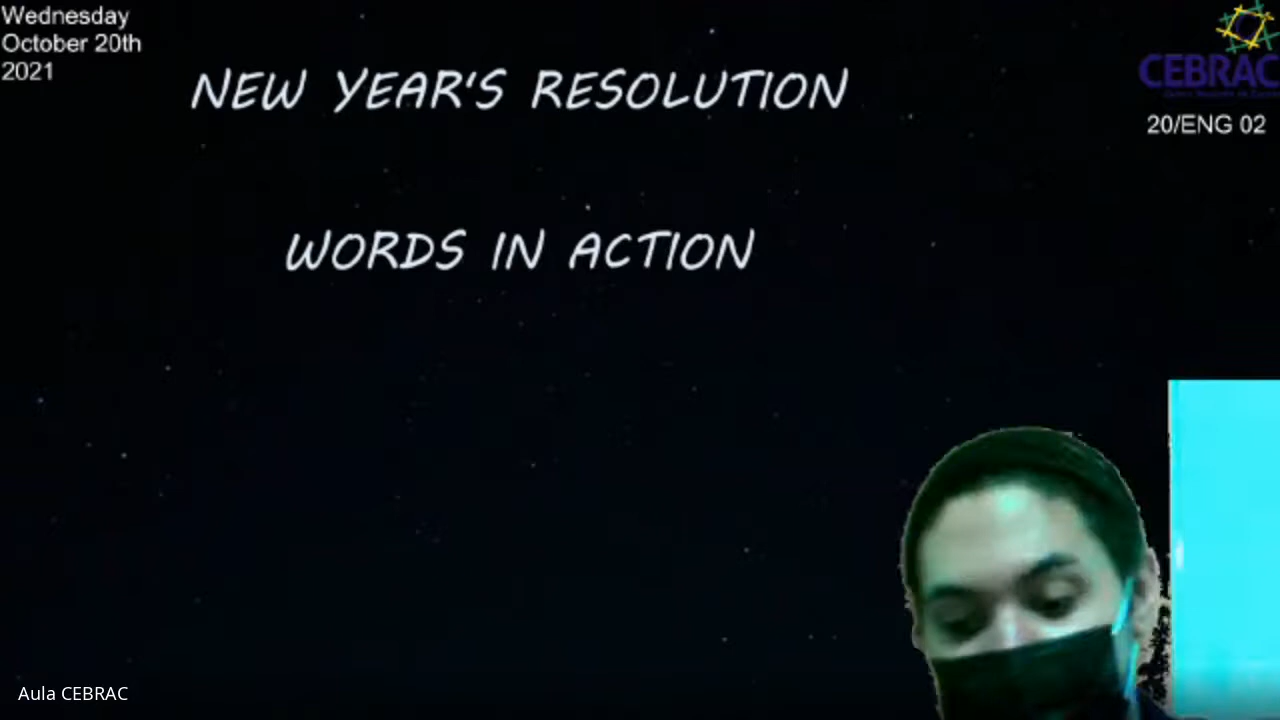 Wednesday
October 20th
2021
NEW YEAR'S RESOLUTION
CEBRAC
20/ENG 02
WORDS IN ACTION
Aula CEBRAC